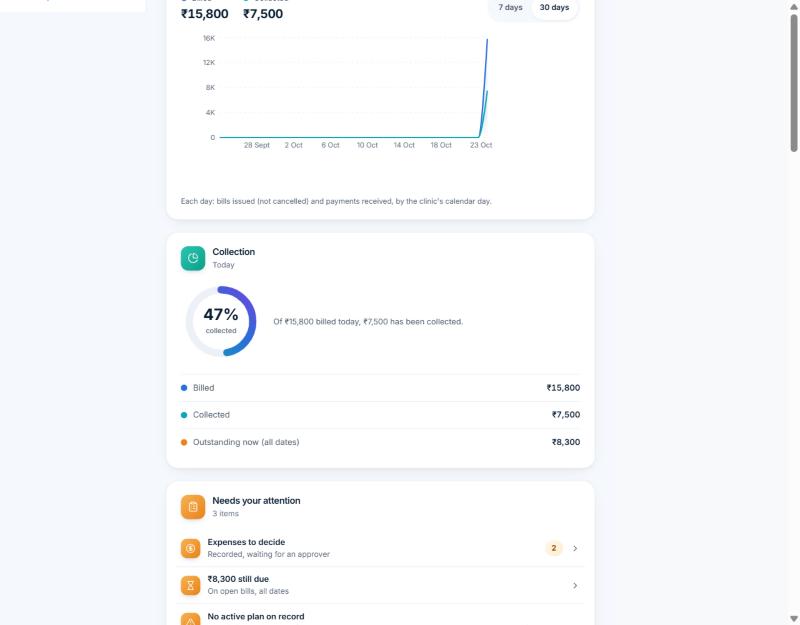 ₹15,800 ₹7,500
7 days 30 days
16K
12K
8K
4K
0
28 Sept 2 Oct 6 Oct 10 Oct 14 Oct 18 Oct 23 Oct
Each day: bills issued (not cancelled) and payments received, by the clinic's calendar day.
Collection
Today
47%
collected
Of ₹15,800 billed today, ₹7,500 has been collected.
Billed ₹15,800
Collected ₹7,500
Outstanding now (all dates) ₹8,300
Needs your attention
3 items
Expenses to decide
Recorded, waiting for an approver
2
₹8,300 still due
On open bills, all dates
No active plan on record